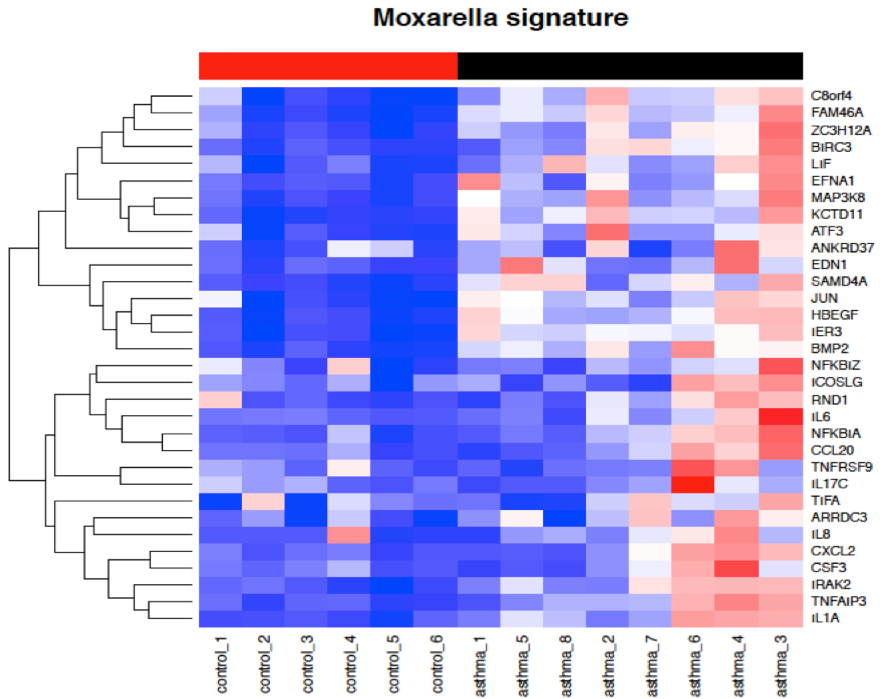 Moxarella signature
C8orf4
FAM46A
ZC3H12A
BiRC3
LiF
EFNA1
MAP3K8
KCTD11
ATF3
ANKRD37
EDN1
SAMD4A
JUN
HBEGF
iER3
BMP2
NFKBiZ
iCOSLG
RND1
iL6
NFKBiA
CCL20
TNFRSF9
iL17C
TiFA
ARRDC3
iL8
CXCL2
CSF3
iRAK2
TNFAiP3
iL1A
control_1
control_2
control_3
control_4
control_5
control_6
asthma_1
asthma_5
asthma_8
asthma_2
asthma_7
asthma_6
asthma_4
asthma_3